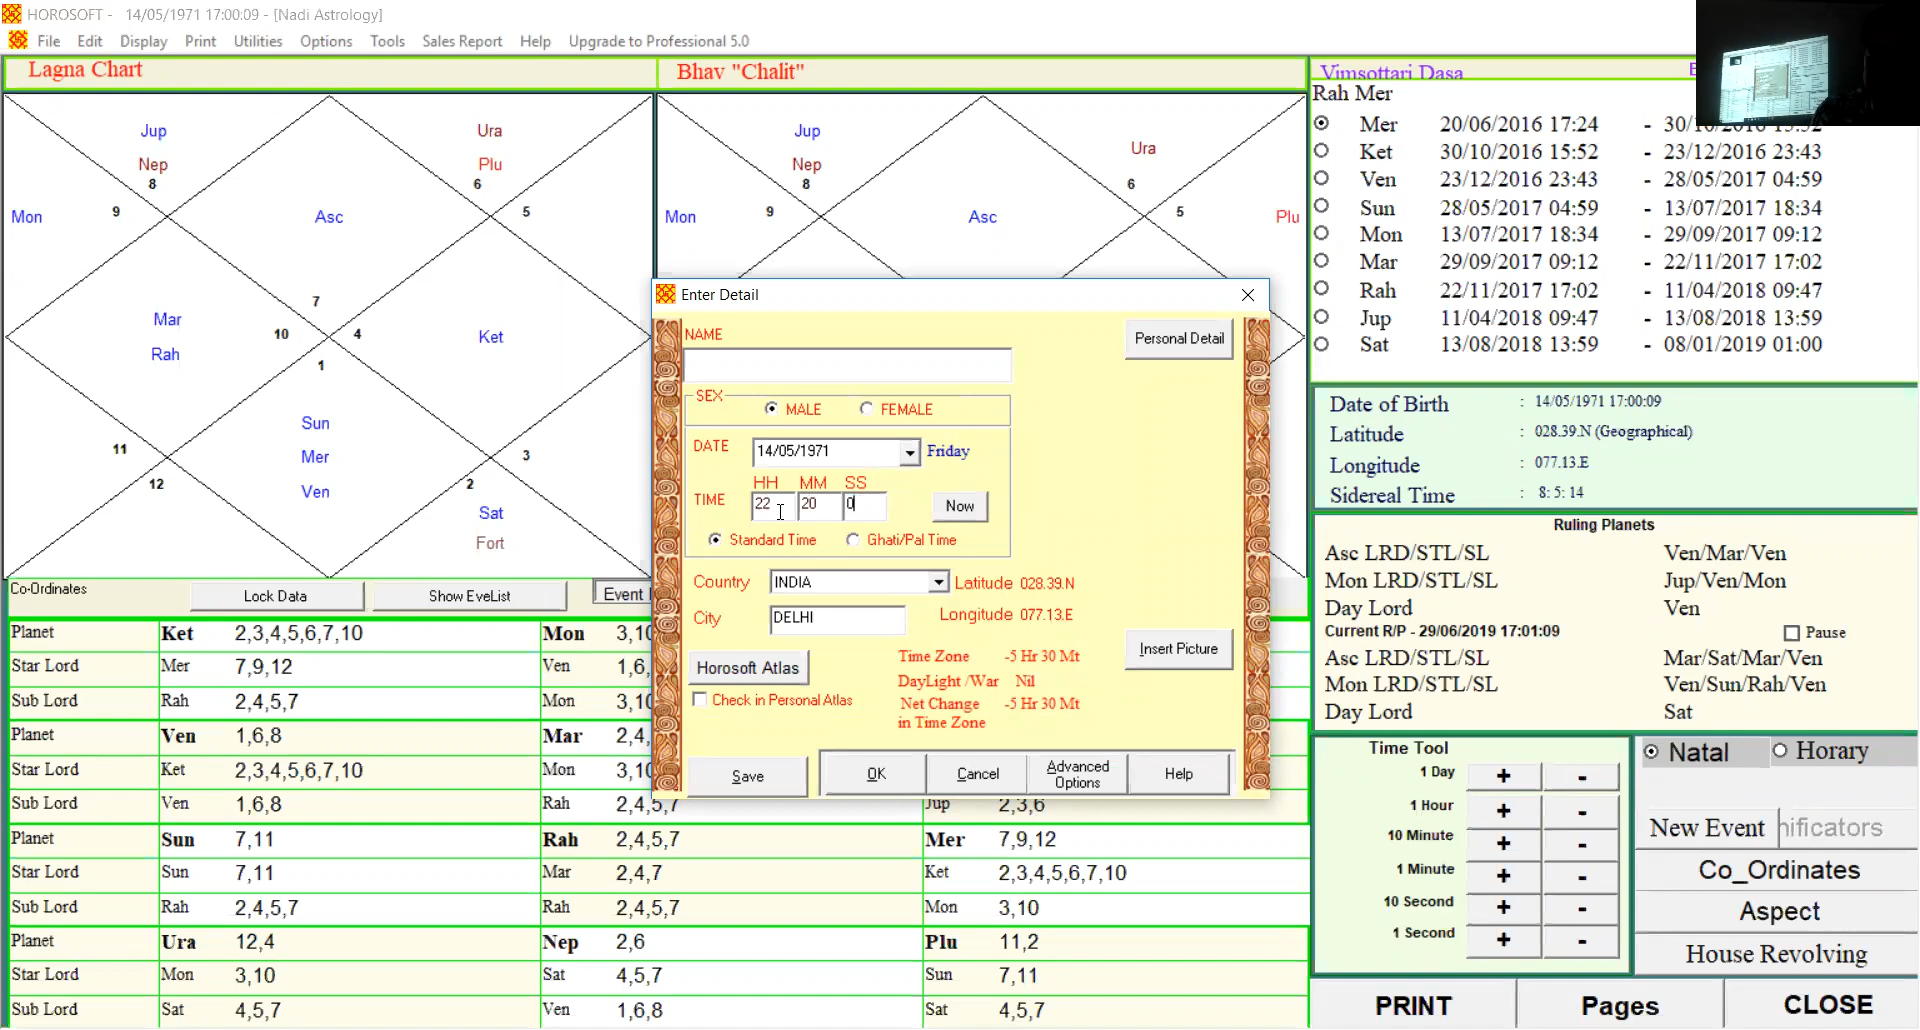 HOROSOFT - 14/05/1971 17:00:09 - [Nadi Astrology]
File Edit Display Print Utilities Options Tools Sales Report Help Upgrade to Professional 5.0
Lagna Chart
Jup
Nep
8
Ura
Plu
6
Mon
9
Asc
5
7
Mar
Rah
10
4
Ket
1
Sun
Mer
Ven
11
12
3
2
Sat
Fort
Bhav "Chalit"
Jup
Nep
8
Ura
6
Mon
9
Asc
5
Plu
Vimsottari Dasa
Rah Mer
Mer 20/06/2016 17:24 -
Ket 30/10/2016 15:52 - 23/12/2016 23:43
Ven 23/12/2016 23:43 - 28/05/2017 04:59
Sun 28/05/2017 04:59 - 13/07/2017 18:34
Mon 13/07/2017 18:34 - 29/09/2017 09:12
Mar 29/09/2017 09:12 - 22/11/2017 17:02
Rah 22/11/2017 17:02 - 11/04/2018 09:47
Jup 11/04/2018 09:47 - 13/08/2018 13:59
Sat 13/08/2018 13:59 - 08/01/2019 01:00
Date of Birth : 14/05/1971 17:00:09
Latitude : 028.39.N (Geographical)
Longitude : 077.13.E
Sidereal Time : 8: 5: 14
Ruling Planets
Asc LRD/STL/SL Ven/Mar/Ven
Mon LRD/STL/SL Jup/Ven/Mon
Day Lord Ven
Current R/P - 29/06/2019 17:01:09 Pause
Asc LRD/STL/SL Mar/Sat/Mar/Ven
Mon LRD/STL/SL Ven/Sun/Rah/Ven
Day Lord Sat
Enter Detail
NAME
Personal Detail
SEX
MALE FEMALE
DATE 14/05/1971 Friday
HH MM SS
TIME 22 20 0 Now
Standard Time Ghati/Pal Time
Country INDIA Latitude 028.39.N
City DELHI Longitude 077.13.E
Horosoft Atlas
Check in Personal Atlas
Time Zone -5 Hr 30 Mt
DayLight /War Nil
Net Change -5 Hr 30 Mt
in Time Zone
Insert Picture
Save OK Cancel Advanced Options Help
Co-Ordinates Lock Data Show EveList Event
Planet Ket 2,3,4,5,6,7,10 Mon
Star Lord Mer 7,9,12 Ven
Sub Lord Rah 2,4,5,7 Mon
Planet Ven 1,6,8 Mar
Star Lord Ket 2,3,4,5,6,7,10 Mon
Sub Lord Ven 1,6,8 Rah 2,4,5,7 Jup 2,3,6
Planet Sun 7,11 Rah 2,4,5,7 Mer 7,9,12
Star Lord Sun 7,11 Mar 2,4,7 Ket 2,3,4,5,6,7,10
Sub Lord Rah 2,4,5,7 Rah 2,4,5,7 Mon 3,10
Planet Ura 12,4 Nep 2,6 Plu 11,2
Star Lord Mon 3,10 Sat 4,5,7 Sun 7,11
Sub Lord Sat 4,5,7 Ven 1,6,8 Sat 4,5,7
Time Tool
1 Day + -
1 Hour + -
10 Minute + -
1 Minute + -
10 Second + -
1 Second + -
Natal Horary
New Event nificators
Co_Ordinates
Aspect
House Revolving
PRINT Pages CLOSE